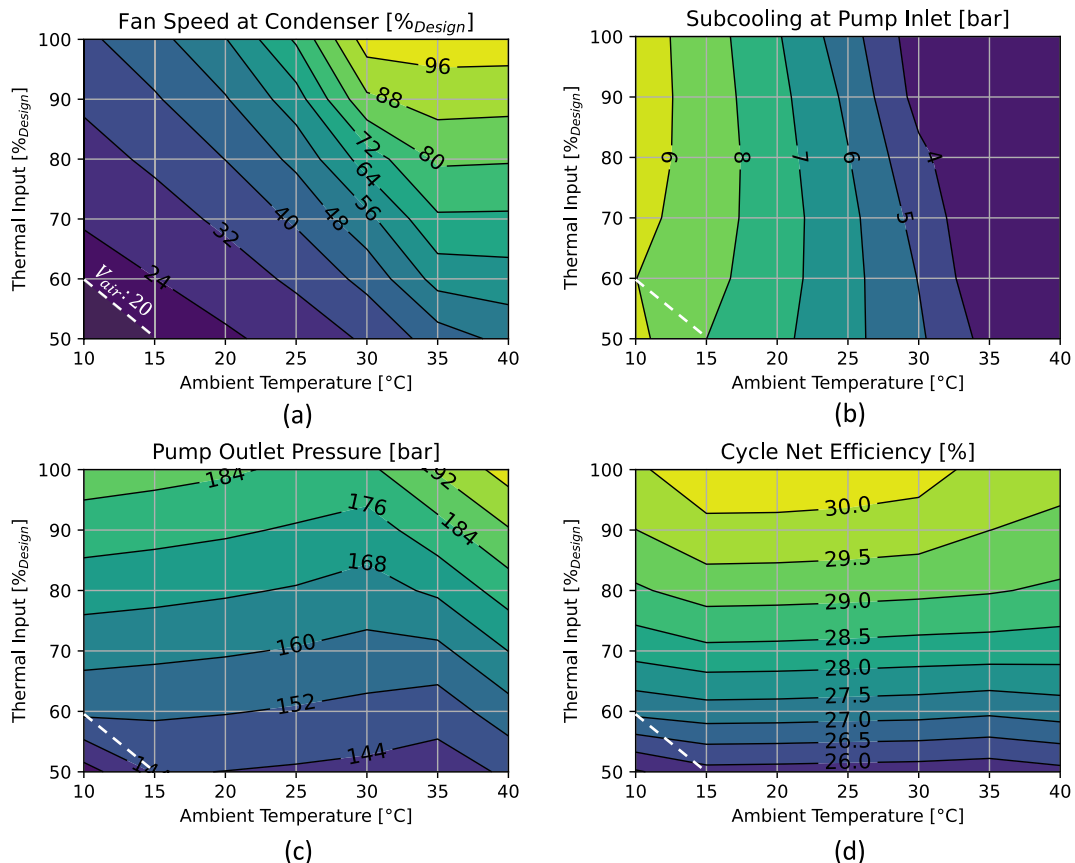 Fan Speed at Condenser [%Design]
Thermal Input [%Design]
100
90
80
70
60
50
96
88
80
72
64
56
48
40
32
24
Vair: 20
10 15 20 25 30 35 40
Ambient Temperature [°C]
(a)
Subcooling at Pump Inlet [bar]
Thermal Input [%Design]
100
90
80
70
60
50
6 8 7 6 4
5
10 15 20 25 30 35 40
Ambient Temperature [°C]
(b)
Pump Outlet Pressure [bar]
Thermal Input [%Design]
100
90
80
70
60
50
184
192
176
184
168
160
152
144
144
10 15 20 25 30 35 40
Ambient Temperature [°C]
(c)
Cycle Net Efficiency [%]
Thermal Input [%Design]
100
90
80
70
60
50
30.0
29.5
29.0
28.5
28.0
27.5
27.0
26.5
26.0
10 15 20 25 30 35 40
Ambient Temperature [°C]
(d)